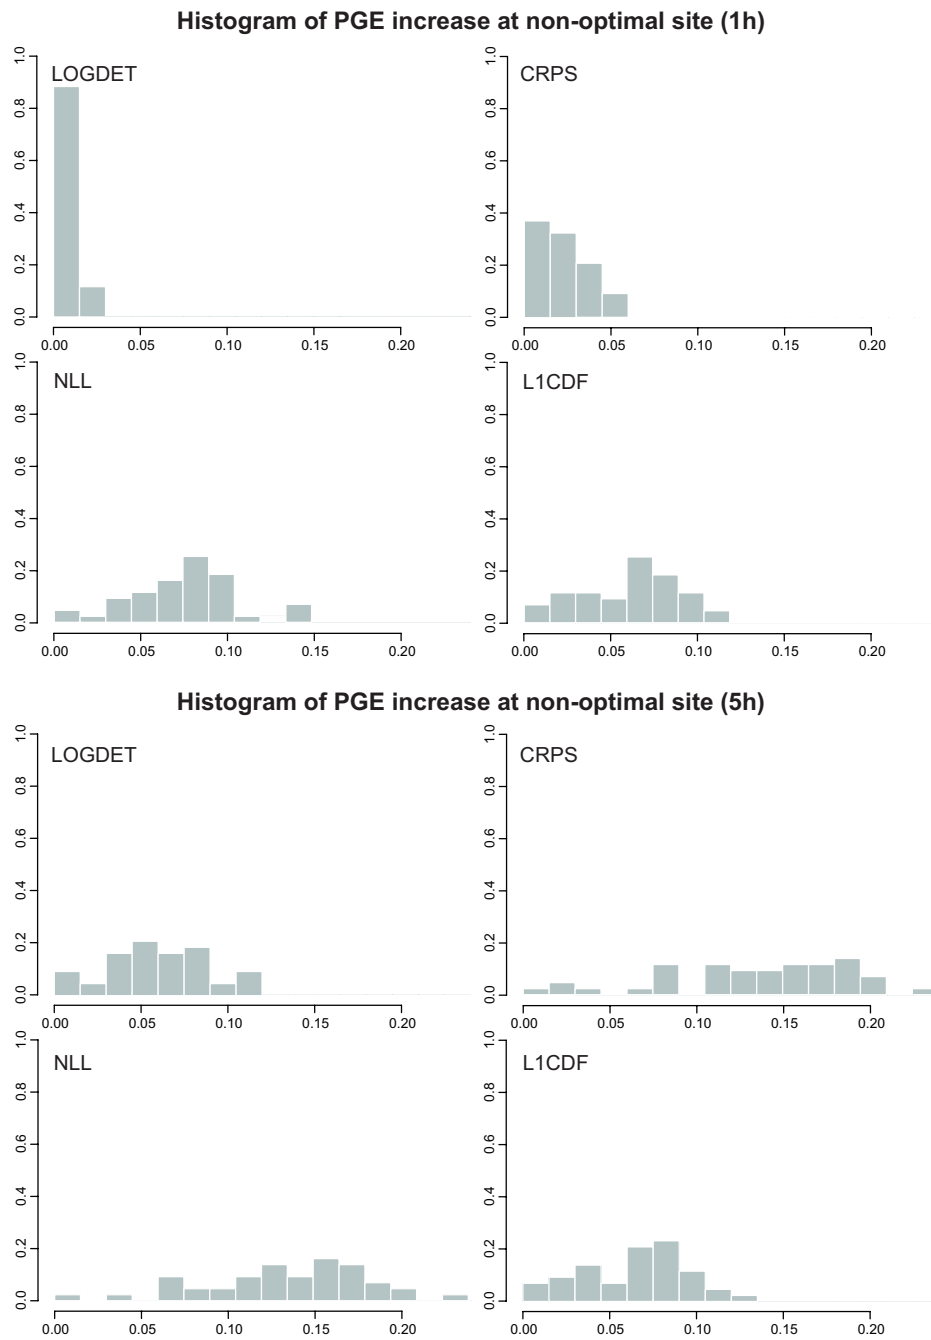 Histogram of PGE increase at non-optimal site (1h)
LOGDET
0.0 0.2 0.4 0.6 0.8 1.0
0.00 0.05 0.10 0.15 0.20
CRPS
0.0 0.2 0.4 0.6 0.8 1.0
0.00 0.05 0.10 0.15 0.20
NLL
0.0 0.2 0.4 0.6 0.8 1.0
0.00 0.05 0.10 0.15 0.20
L1CDF
0.0 0.2 0.4 0.6 0.8 1.0
0.00 0.05 0.10 0.15 0.20
Histogram of PGE increase at non-optimal site (5h)
LOGDET
0.0 0.2 0.4 0.6 0.8 1.0
0.00 0.05 0.10 0.15 0.20
CRPS
0.0 0.2 0.4 0.6 0.8 1.0
0.00 0.05 0.10 0.15 0.20
NLL
0.0 0.2 0.4 0.6 0.8 1.0
0.00 0.05 0.10 0.15 0.20
L1CDF
0.0 0.2 0.4 0.6 0.8 1.0
0.00 0.05 0.10 0.15 0.20